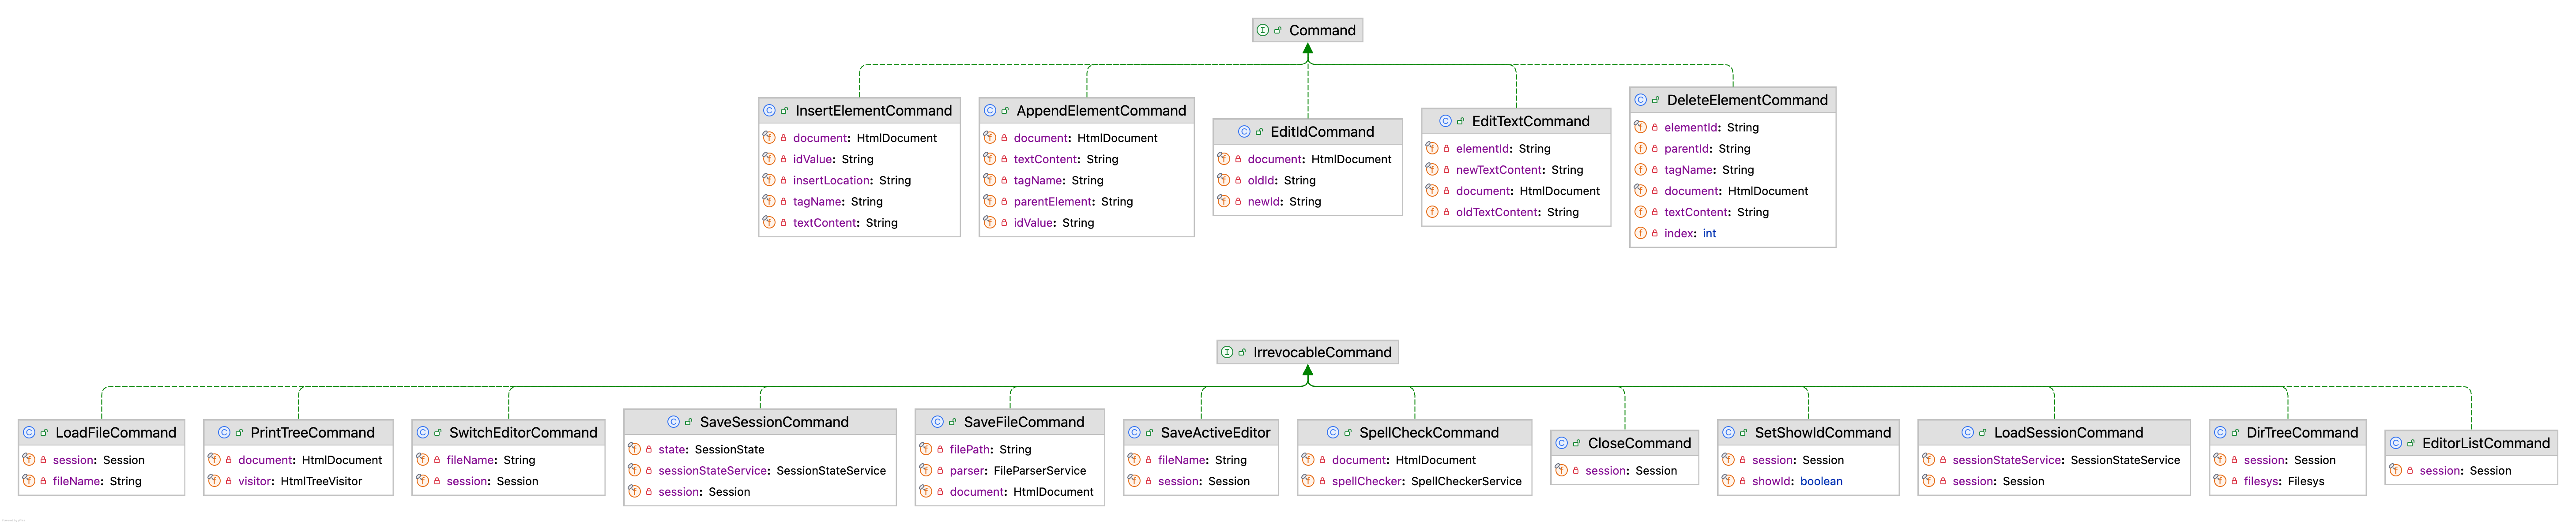 Command
InsertElementCommand
document: HtmlDocument
idValue: String
insertLocation: String
tagName: String
textContent: String
AppendElementCommand
document: HtmlDocument
textContent: String
tagName: String
parentElement: String
idValue: String
EditIdCommand
document: HtmlDocument
oldId: String
newId: String
EditTextCommand
elementId: String
newTextContent: String
document: HtmlDocument
oldTextContent: String
DeleteElementCommand
elementId: String
parentId: String
tagName: String
document: HtmlDocument
textContent: String
index: int
IrrevocableCommand
LoadFileCommand
session: Session
fileName: String
PrintTreeCommand
document: HtmlDocument
visitor: HtmlTreeVisitor
SwitchEditorCommand
fileName: String
session: Session
SaveSessionCommand
state: SessionState
sessionStateService: SessionStateService
session: Session
SaveFileCommand
filePath: String
parser: FileParserService
document: HtmlDocument
SaveActiveEditor
fileName: String
session: Session
SpellCheckCommand
document: HtmlDocument
spellChecker: SpellCheckerService
CloseCommand
session: Session
SetShowIdCommand
session: Session
showId: boolean
LoadSessionCommand
sessionStateService: SessionStateService
session: Session
DirTreeCommand
session: Session
filesys: Filesys
EditorListCommand
session: Session